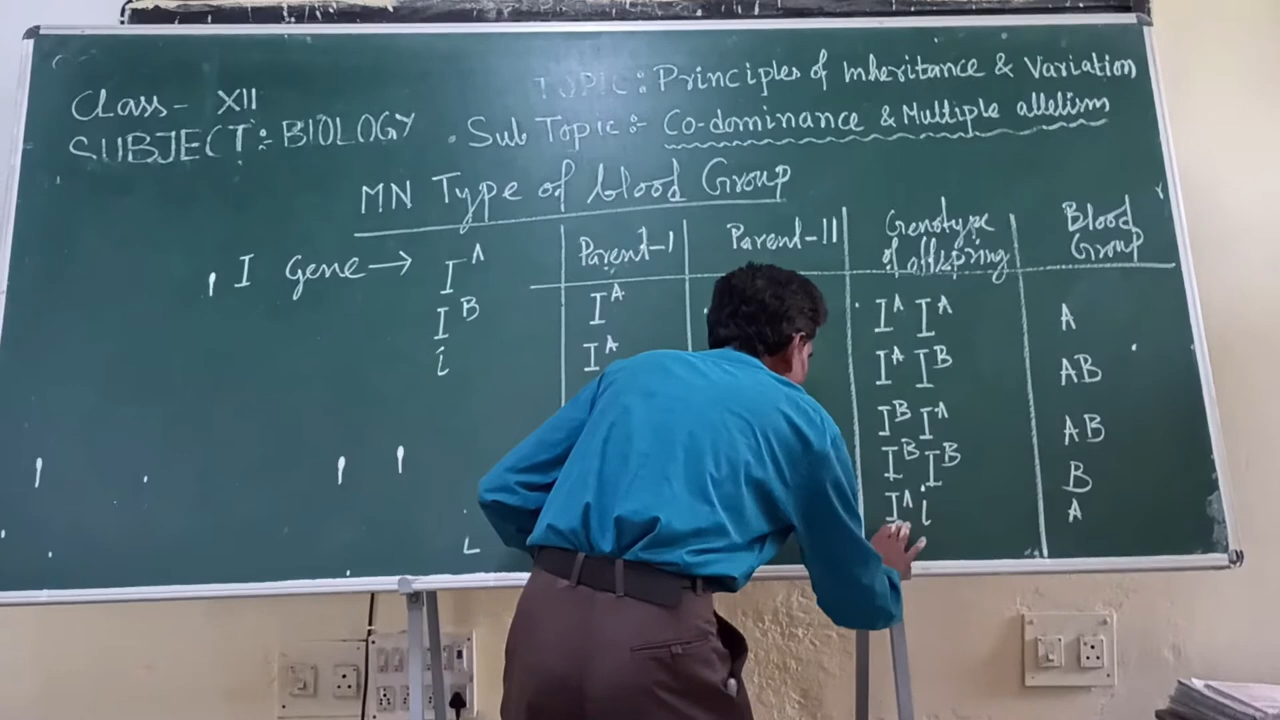 Class- XII
TOPIC: Principles of Inheritance & Variation
SUBJECT:- BIOLOGY
Sub Topic:- Co-dominance & Multiple allelism
MN Type of blood Group
I Gene → I^A
I^B
i
Parent-I Parent-II Genotype of offspring Blood Group
I^A I^A I^A A
I^A I^A I^B AB
I^B I^A AB
I^B I^B B
I^A i A